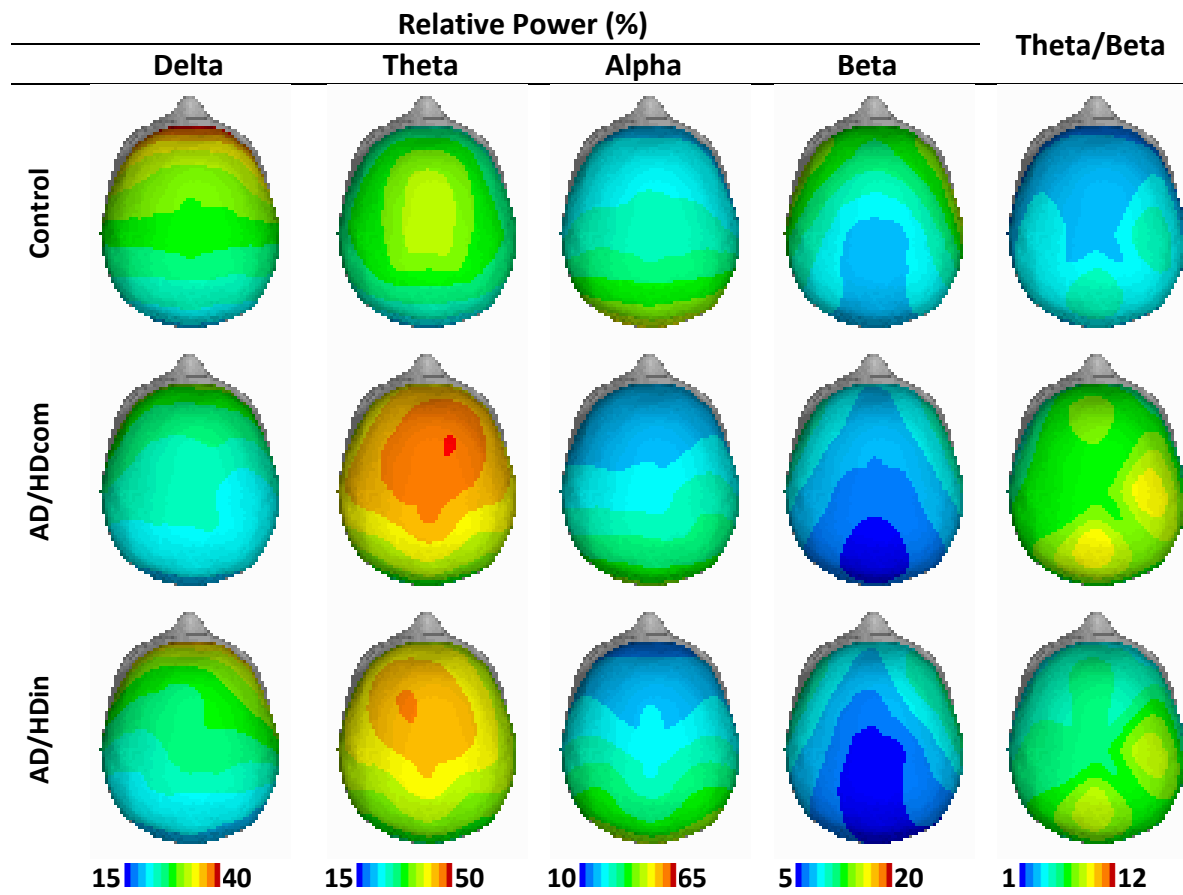 Relative Power (%)
Theta/Beta
Delta Theta Alpha Beta
Control
AD/HDcom
AD/HDin
15 40 15 50 10 65 5 20 1 12